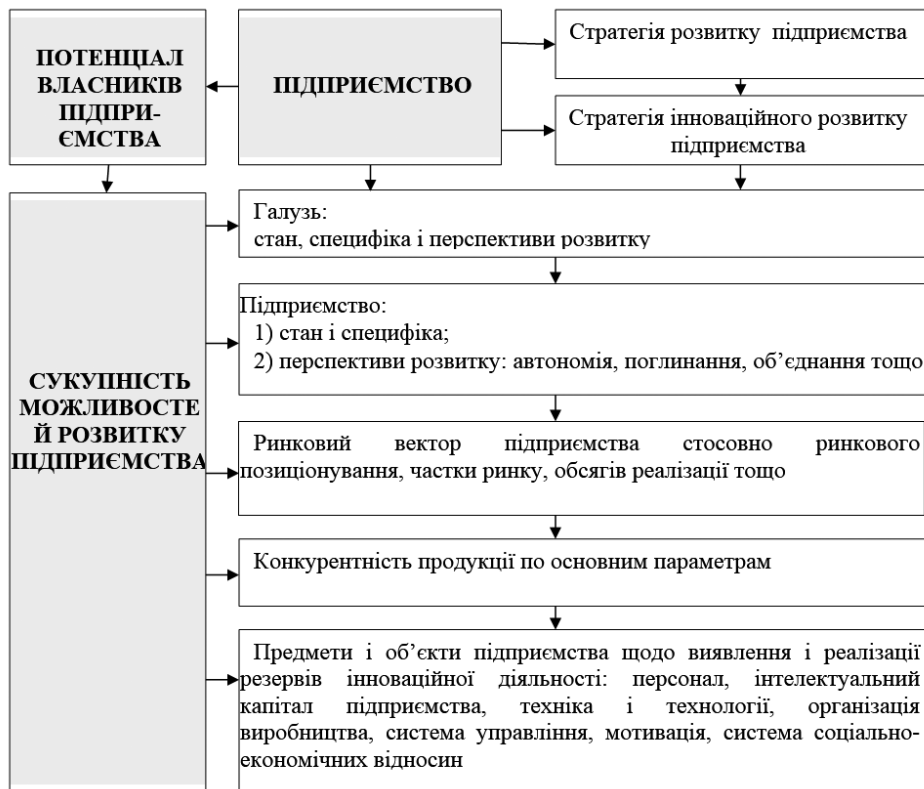 ПОТЕНЦІАЛ
ВЛАСНИКІВ
ПІДПРИ-
ЄМСТВА
ПІДПРИЄМСТВО
Стратегія розвитку підприємства
Стратегія інноваційного розвитку
підприємства
СУКУПНІСТЬ
МОЖЛИВОСТЕ
Й РОЗВИТКУ
ПІДПРИЄМСТВА
Галузь:
стан, специфіка і перспективи розвитку
Підприємство:
1) стан і специфіка;
2) перспективи розвитку: автономія, поглинання, об’єднання тощо
Ринковий вектор підприємства стосовно ринкового
позиціонування, частки ринку, обсягів реалізації тощо
Конкурентність продукції по основним параметрам
Предмети і об’єкти підприємства щодо виявлення і реалізації
резервів інноваційної діяльності: персонал, інтелектуальний
капітал підприємства, техніка і технології, організація
виробництва, система управління, мотивація, система соціально-
економічних відносин